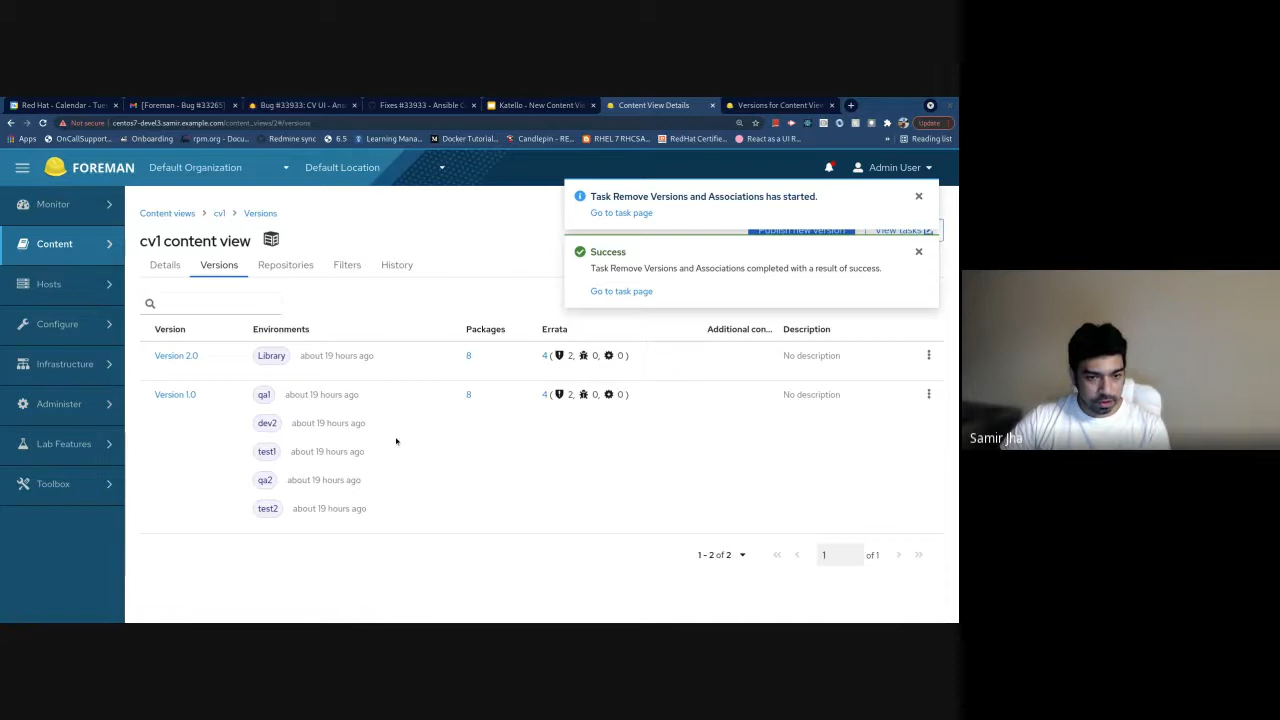 Red Hat - Calendar - Tue
[Foreman - Bug #33265]
Bug #33933: CV UI - An
Fixes #33933 - Ansible C
Katello - New Content Vi
Content View Details
Versions for Content View
Not secure | centos7-devel3.samir.example.com/content_views/2#/versions
Update
Apps
OnCallSupport...
Onboarding
rpm.org - Docu...
Redmine sync
6.5
Learning Mana...
Docker Tutorial...
Candlepin - RE...
RHEL 7 RHCSA...
RedHat Certifie...
React as a UI R...
»
Reading list
FOREMAN
Default Organization
Default Location
Admin User
Monitor
Content
Hosts
Configure
Infrastructure
Administer
Lab Features
Toolbox
Content views > cv1 > Versions
cv1 content view
Publish new version
View tasks
Task Remove Versions and Associations has started.
Go to task page
Success
Task Remove Versions and Associations completed with a result of success.
Go to task page
Details Versions Repositories Filters History
Version Environments Packages Errata Additional con... Description
Version 2.0 Library about 19 hours ago 8 4 ( 2, 0, 0 ) No description
Version 1.0 qa1 about 19 hours ago 8 4 ( 2, 0, 0 ) No description
dev2 about 19 hours ago
test1 about 19 hours ago
qa2 about 19 hours ago
test2 about 19 hours ago
1 - 2 of 2 1 of 1
Samir Jha